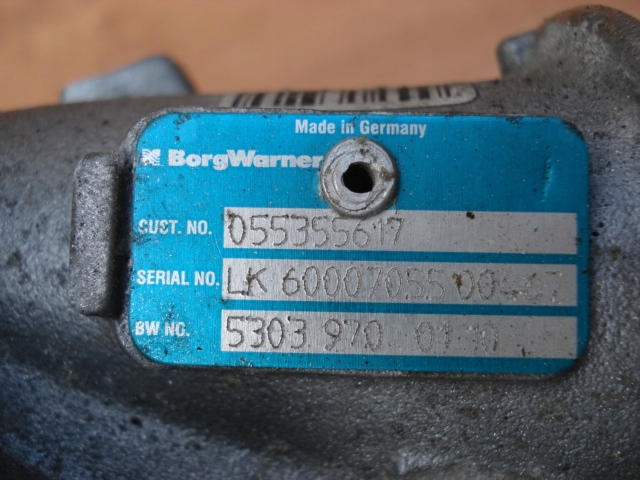 Made in Germany
BorgWarner
CUST. NO. 055355617
SERIAL NO. LK 60007055
BW NO. 5303 970